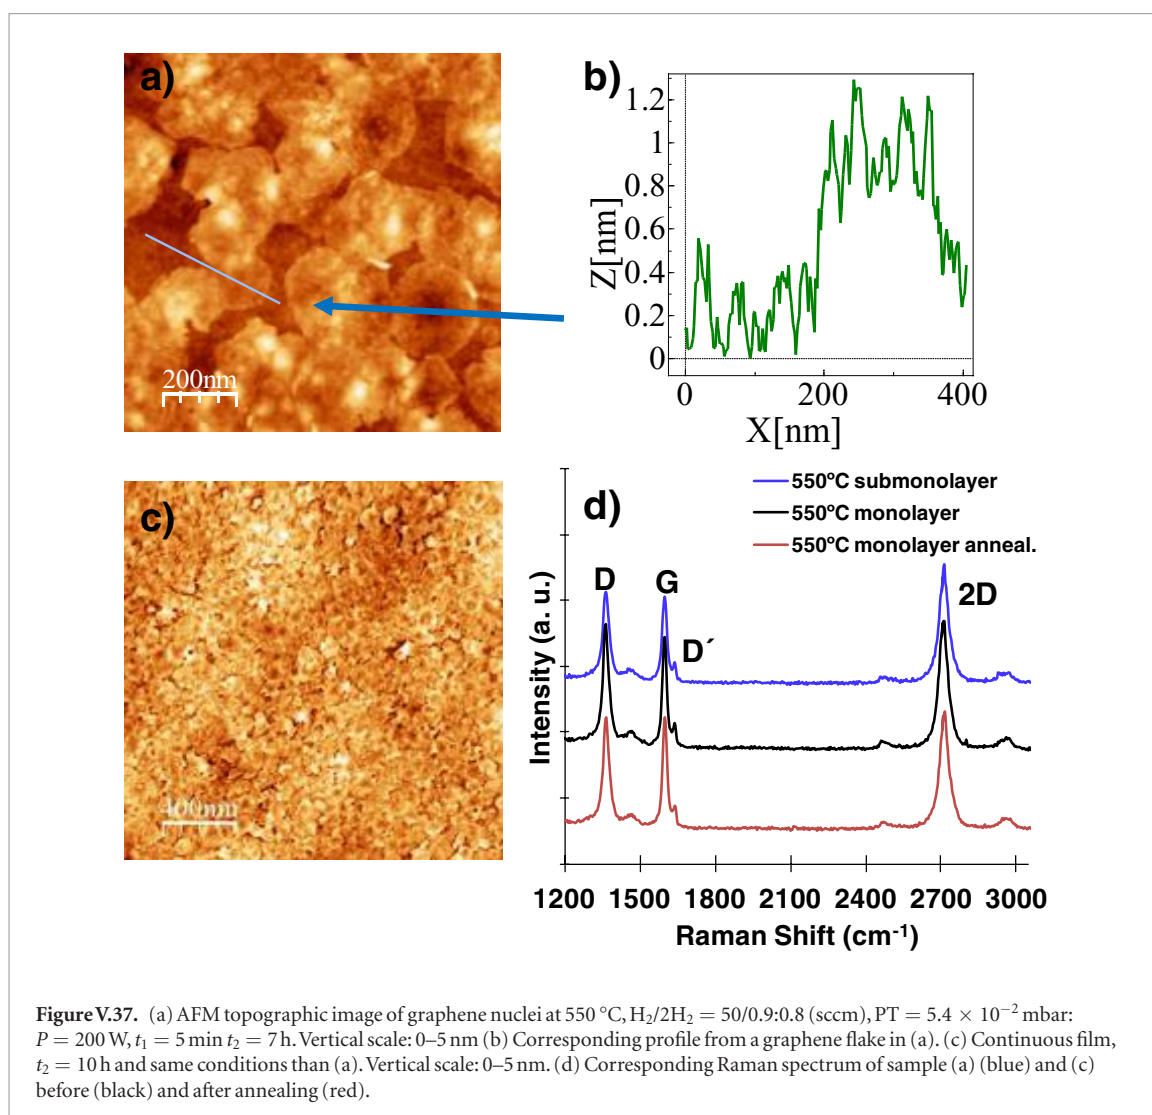 a)
200nm
b)
1.2
1
0.8
0.6
0.4
0.2
0
Z[nm]
0
200
400
X[nm]
c)
400nm
d)
550ºC submonolayer
550ºC monolayer
550ºC monolayer anneal.
D
G
D´
2D
Intensity (a. u.)
1200 1500 1800 2100 2400 2700 3000
Raman Shift (cm-1)
Figure V.37. (a) AFM topographic image of graphene nuclei at 550 °C, H2/2H2 = 50/0.9:0.8 (sccm), PT = 5.4 × 10−2 mbar:
P = 200 W, t1 = 5 min t2 = 7 h. Vertical scale: 0–5 nm (b) Corresponding profile from a graphene flake in (a). (c) Continuous film,
t2 = 10 h and same conditions than (a). Vertical scale: 0–5 nm. (d) Corresponding Raman spectrum of sample (a) (blue) and (c)
before (black) and after annealing (red).